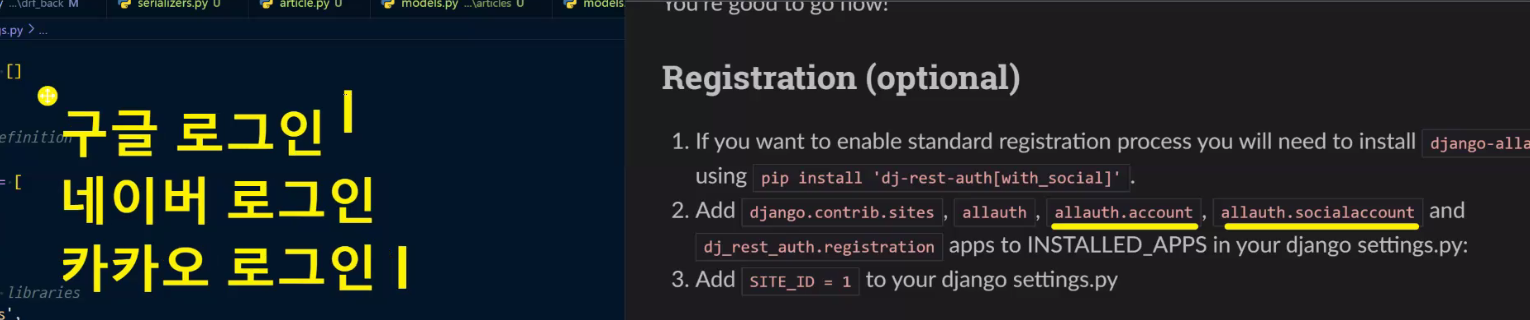 …\drf_back M
serializers.py U
article.py U
models.py …\articles U
models
gs.py > ...
[]
efinition
= [
libraries
s',
구글 로그인
네이버 로그인
카카오 로그인
You're good to go now!
Registration (optional)
1. If you want to enable standard registration process you will need to install django-alla
using pip install 'dj-rest-auth[with_social]'.
2. Add django.contrib.sites, allauth, allauth.account, allauth.socialaccount and
dj_rest_auth.registration apps to INSTALLED_APPS in your django settings.py:
3. Add SITE_ID = 1 to your django settings.py